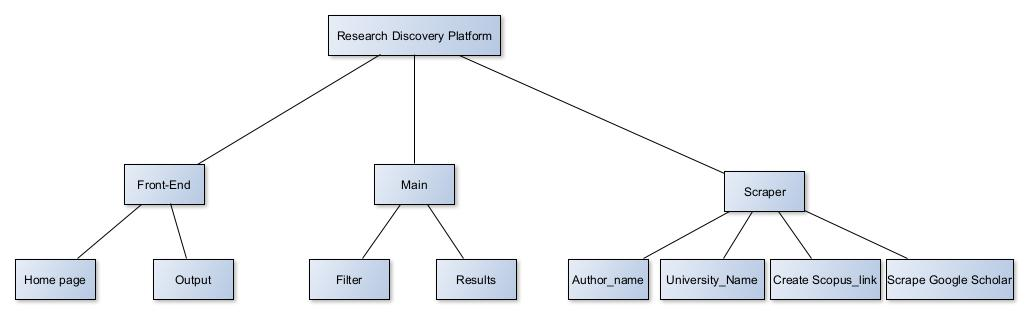 Research Discovery Platform
Front-End
Main
Scraper
Home page
Output
Filter
Results
Author_name
University_Name
Create Scopus_link
Scrape Google Scholar